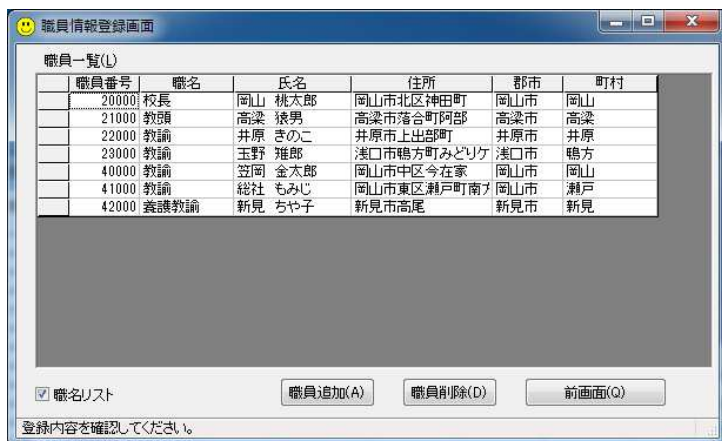 職員情報登録画面
職員一覧(L)
職員番号 職名 氏名 住所 郡市 町村
20000 校長 岡山 桃太郎 岡山市北区神田町 岡山市 岡山
21000 教頭 高梁 猿男 高梁市落合町阿部 高梁市 高梁
22000 教諭 井原 きのこ 井原市上出部町 井原市 井原
23000 教諭 玉野 雉郎 浅口市鴨方町みどりケ 浅口市 鴨方
40000 教諭 笠岡 金太郎 岡山市中区今在家 岡山市 岡山
41000 教諭 総社 もみじ 岡山市東区瀬戸町南方 岡山市 瀬戸
42000 養護教諭 新見 ちや子 新見市高尾 新見市 新見
職名リスト 職員追加(A) 職員削除(D) 前画面(Q)
登録内容を確認してください。